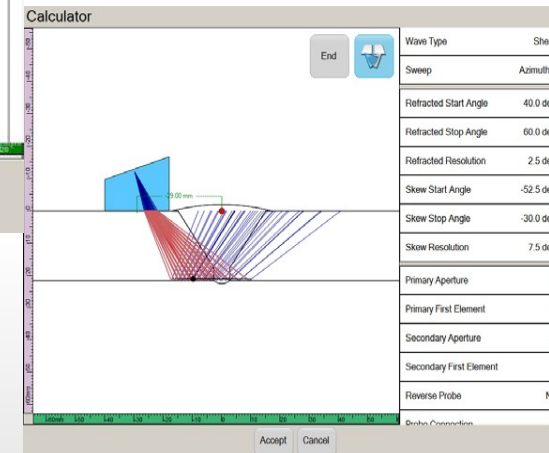 Calculator
End
Wave Type She
Sweep Azimuth
Refracted Start Angle 40.0 de
Refracted Stop Angle 60.0 de
Refracted Resolution 2.5 de
Skew Start Angle -52.5 de
Skew Stop Angle -30.0 de
Skew Resolution 7.5 de
Primary Aperture
Primary First Element
Secondary Aperture
Secondary First Element
Reverse Probe N
Probe Connection
-29.00 mm
Accept Cancel